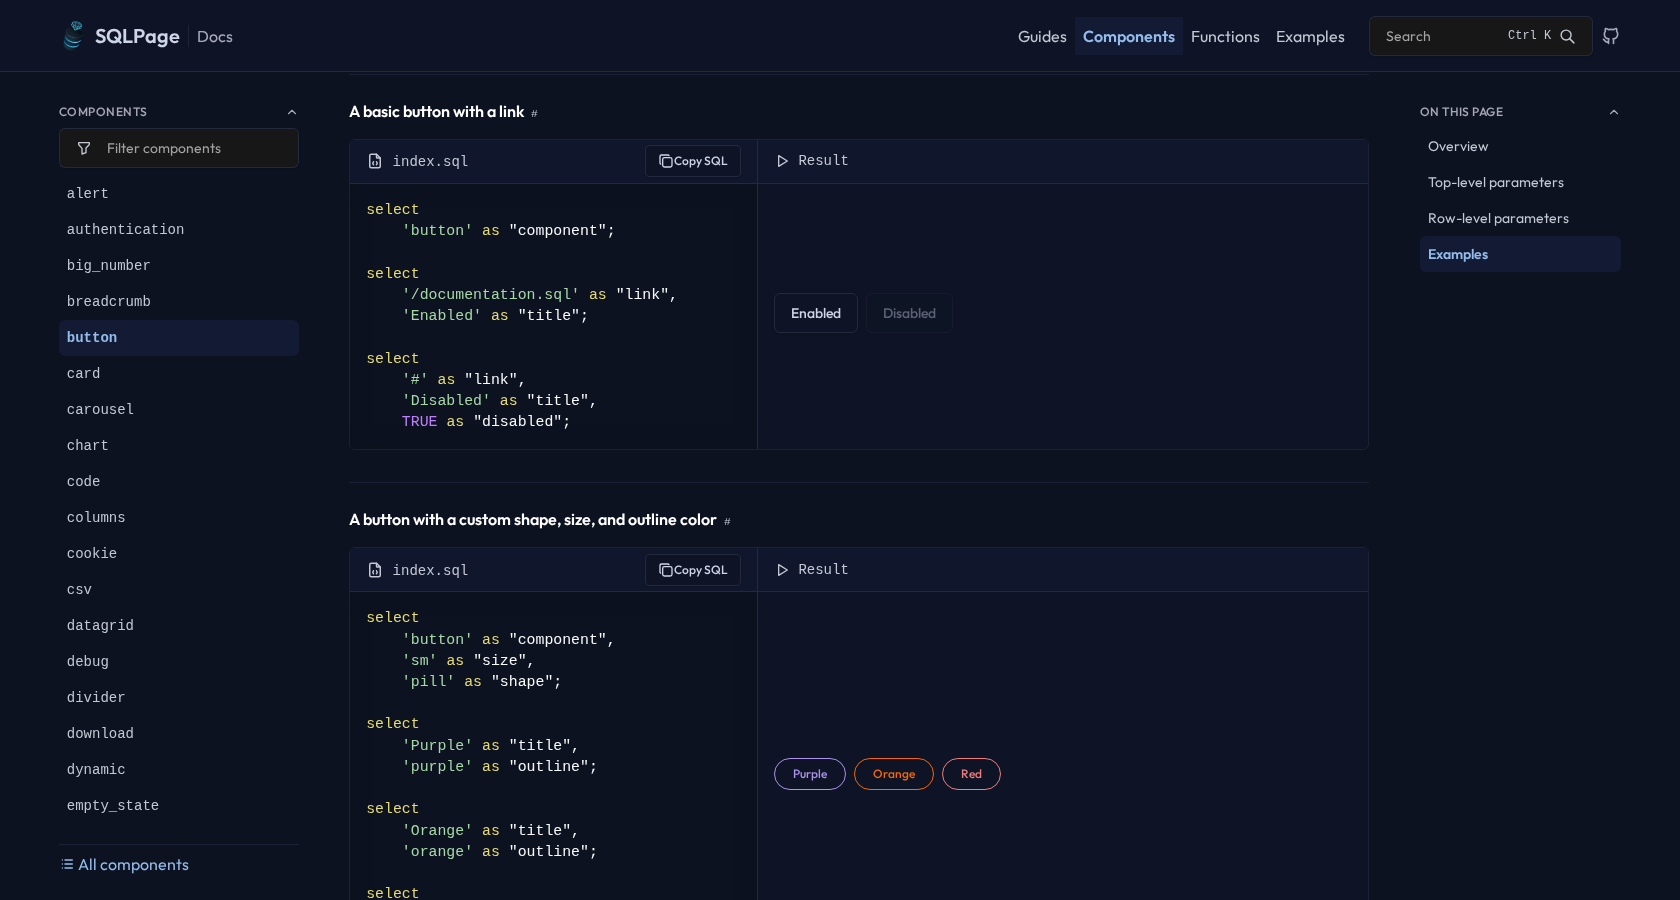 SQLPage Docs
Guides Components Functions Examples Search Ctrl K
COMPONENTS
Filter components
alert
authentication
big_number
breadcrumb
button
card
carousel
chart
code
columns
cookie
csv
datagrid
debug
divider
download
dynamic
empty_state
All components
A basic button with a link #
index.sql Copy SQL
select
    'button' as "component";

select
    '/documentation.sql' as "link",
    'Enabled' as "title";

select
    '#' as "link",
    'Disabled' as "title",
    TRUE as "disabled";
Result
Enabled Disabled
A button with a custom shape, size, and outline color #
index.sql Copy SQL
select
    'button' as "component",
    'sm' as "size",
    'pill' as "shape";

select
    'Purple' as "title",
    'purple' as "outline";

select
    'Orange' as "title",
    'orange' as "outline";

select
Result
Purple Orange Red
ON THIS PAGE
Overview
Top-level parameters
Row-level parameters
Examples